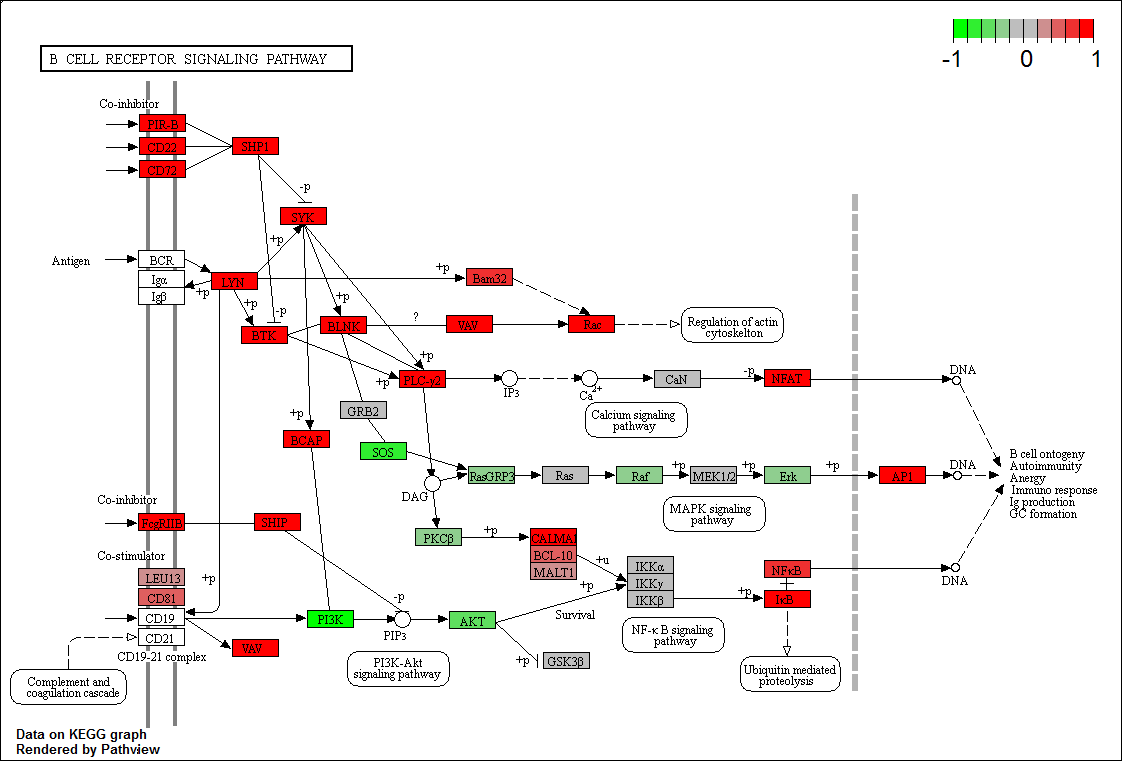 -1 0 1
B CELL RECEPTOR SIGNALING PATHWAY
Co-inhibitor
PIR-B
CD22
SHP1
CD72
-p
SYK
+p
Antigen
BCR
Igα
Igβ
+p
LYN
+p
Bam32
+p
-p
+p
BTK
BLNK
?
VAV
Rac
Regulation of actin
cytoskelton
+p
+p
PLC-γ2
IP3
Ca2+
CaN
-p
NFAT
DNA
Calcium signaling
pathway
GRB2
+p
BCAP
SOS
DAG
RasGRP3
Ras
Raf
+p
MEK1/2
+p
Erk
+p
AP1
DNA
MAPK signaling
pathway
B cell ontogeny
Autoimmunity
Anergy
Immuno response
Ig production
GC formation
Co-inhibitor
FcgRIIB
SHIP
PKCβ
+p
CALMA1
BCL-10
MALT1
+u
+p
IKKα
IKKγ
IKKβ
+p
NFκB
IκB
DNA
Co-stimulator
LEU13
CD81
+p
CD19
CD21
CD19-21 complex
VAV
PI3K
-p
PIP3
AKT
Survival
+p
GSK3β
PI3K-Akt
signaling pathway
NF-κ B signaling
pathway
Ubiquitin mediated
proteolysis
Complement and
coagulation cascade
Data on KEGG graph
Rendered by Pathview